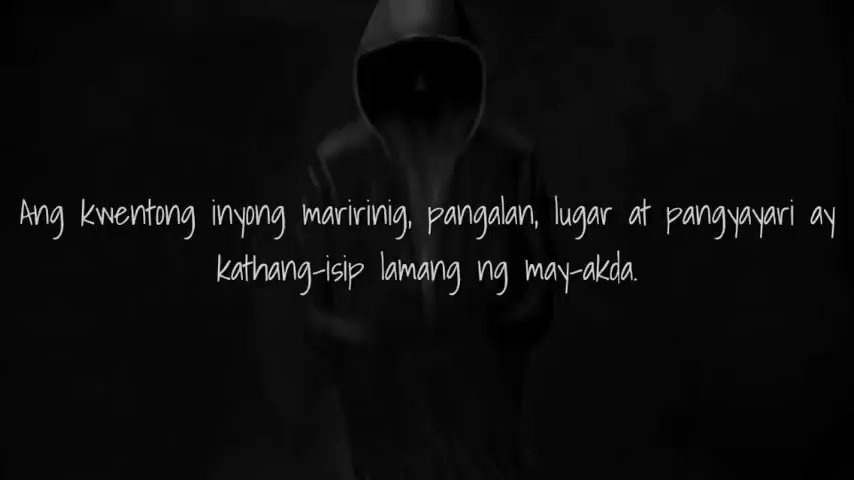 Ang kwentong inyong maririnig, pangalan, lugar at pangyayari ay
kathang-isip lamang ng may-akda.